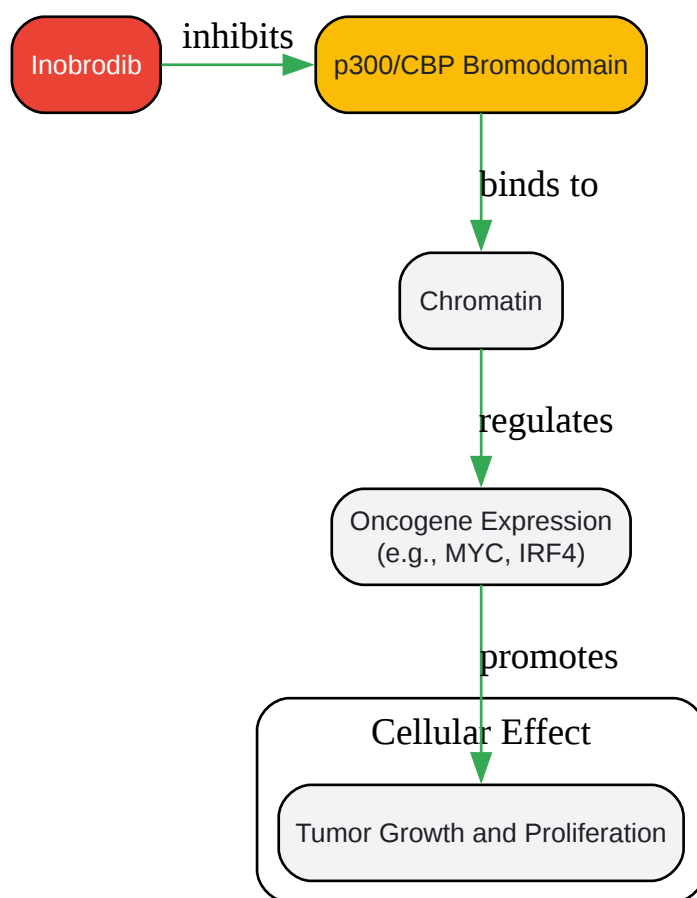 Inobrodib
inhibits
p300/CBP Bromodomain
binds to
Chromatin
regulates
Oncogene Expression
(e.g., MYC, IRF4)
promotes
Cellular Effect
Tumor Growth and Proliferation